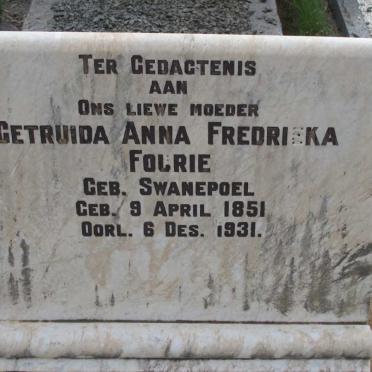 TER GEDAGTENIS
AAN
ONS LIEWE MOEDER
GETRUIDA ANNA FREDRIEKA
FOURIE
GEB. SWANEPOEL
GEB. 9 APRIL 1851
OORL. 6 DES. 1931.